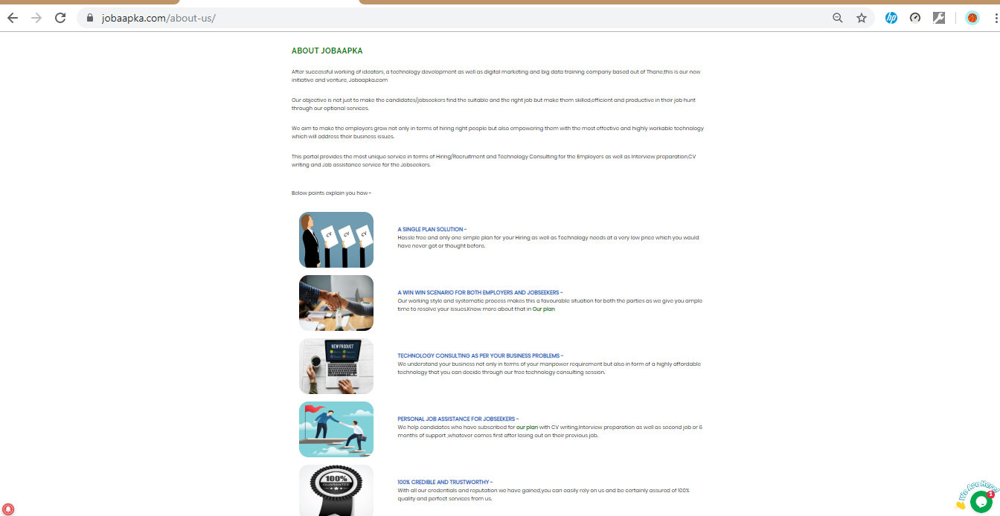 jobaapka.com/about-us/
ABOUT JOBAAPKA
After successful working of ideators, a technology development as well as digital marketing and big data training company based out of Thane,this is our new
initiative and venture, Jobaapka.com
Our objective is not just to make the candidates/jobseekers find the suitable and the right job but make them skilled,efficient and productive in their job hunt
through our optional services.
We aim to make the employers grow not only in terms of hiring right people but also empowering them with the most effective and highly workable technology
which will address their business issues.
This portal provides the most unique service in terms of Hiring/Recruitment and Technology Consulting for the Employers as well as Interview preparation,CV
writing and Job assistance service for the Jobseekers.
Below points explain you how -
CV CV CV
A SINGLE PLAN SOLUTION -
Hassle free and only one simple plan for your Hiring as well as Technology needs at a very low price which you would
have never got or thought before.
A WIN WIN SCENARIO FOR BOTH EMPLOYERS AND JOBSEEKERS -
Our working style and systematic process makes this a favourable situation for both the parties as we give you ample
time to resolve your issues.Know more about that in Our plan
NEW PRODUCT
TECHNOLOGY CONSULTING AS PER YOUR BUSINESS PROBLEMS -
We understand your business not only in terms of your manpower requirement but also in form of a highly affordable
technology that you can decide through our free technology consulting session.
PERSONAL JOB ASSISTANCE FOR JOBSEEKERS -
We help candidates who have subscribed for our plan with CV writing,Interview preparation as well as second job or 6
months of support ,whatever comes first after losing out on their previous job.
100%
GUARANTEE
100% CREDIBLE AND TRUSTWORTHY -
With all our credentials and reputation we have gained,you can easily rely on us and be certainly assured of 100%
quality and perfect services from us.
We Are Here!
1
hp